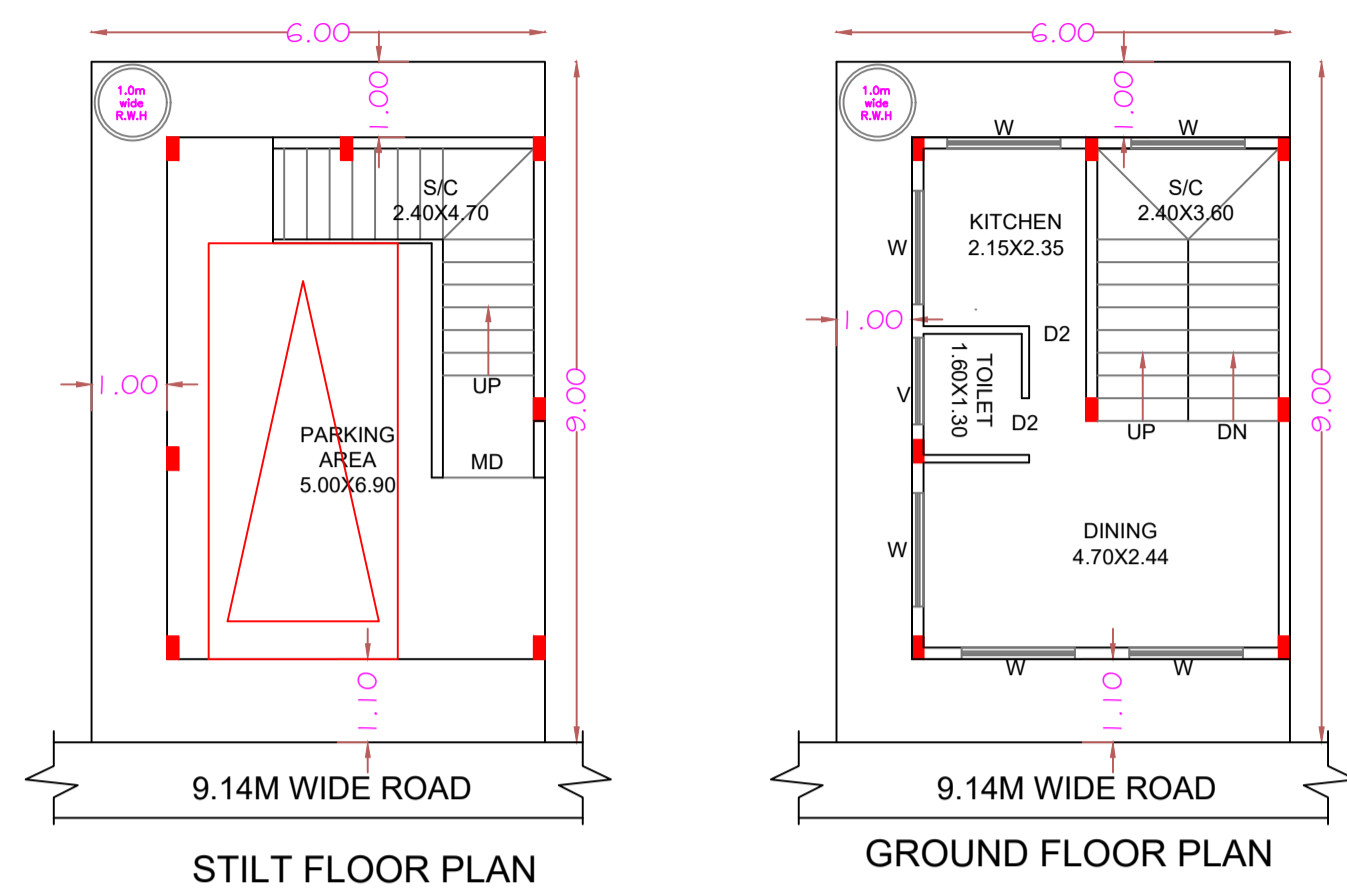 6.00
1.00
1.0m
wide
R.W.H
S/C
2.40X4.70
1.00
UP
9.00
PARKING
AREA
5.00X6.90
MD
1.10
9.14M WIDE ROAD
STILT FLOOR PLAN
6.00
1.00
1.0m
wide
R.W.H
W
W
S/C
2.40X3.60
KITCHEN
2.15X2.35
W
1.00
D2
TOILET
1.60X1.30
V
D2
UP
DN
9.00
DINING
4.70X2.44
W
W
W
1.10
9.14M WIDE ROAD
GROUND FLOOR PLAN